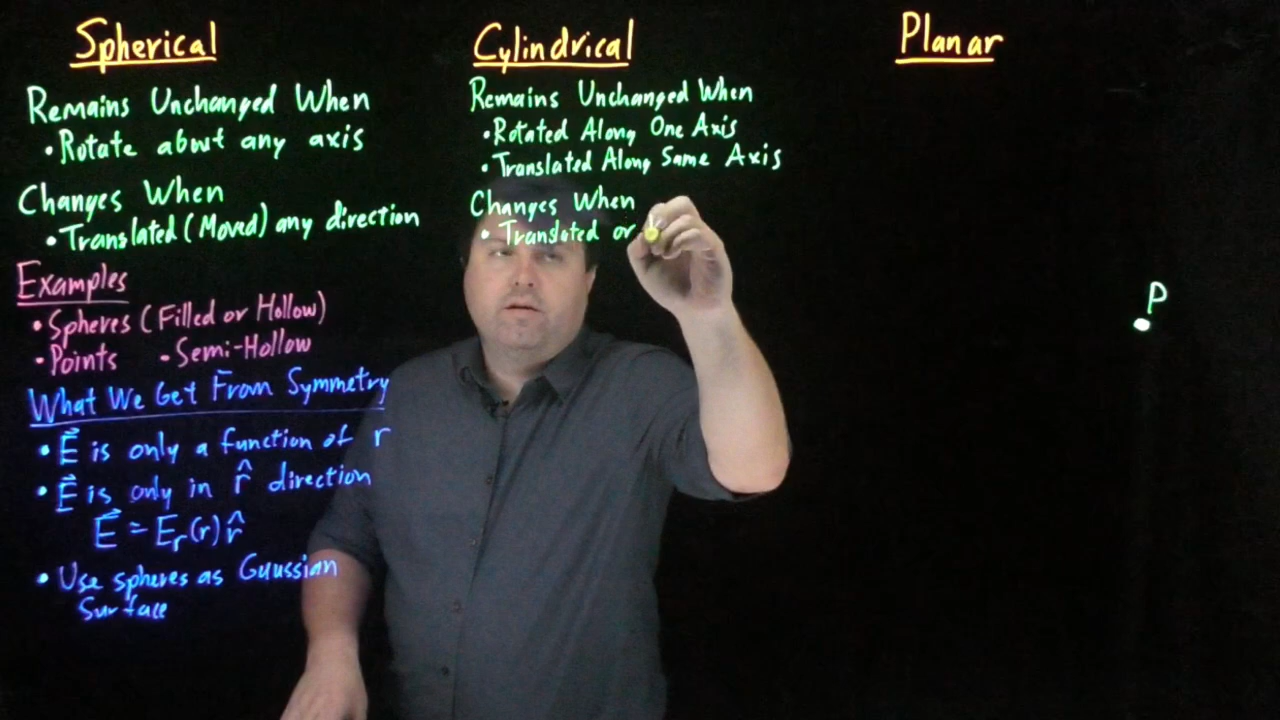 Spherical
Remains Unchanged When
• Rotate about any axis
Changes When
• Translated (Moved) any direction
Examples
• Spheres (Filled or Hollow)
• Points • Semi-Hollow
What We Get From Symmetry
• E⃗ is only a function of r
• E⃗ is only in r̂ direction
E⃗ = Eᵣ(r) r̂
• Use spheres as Guussian
Surface
Cylindrical
Remains Unchanged When
• Rotated Along One Axis
• Translated Along Same Axis
Changes When
• Translated or
Planar
P